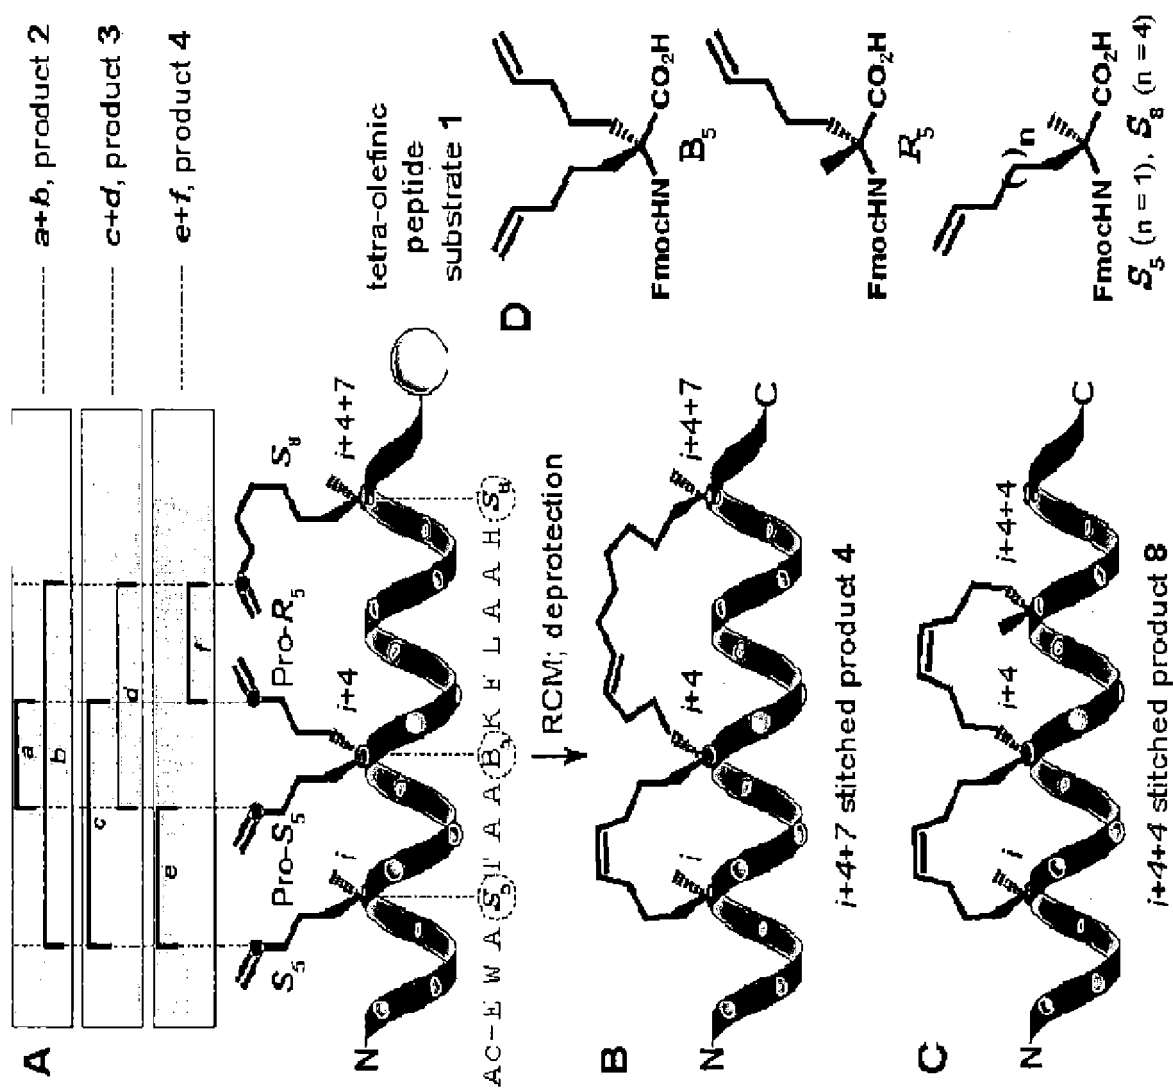 A
a+b, product 2
c+d, product 3
e+f, product 4
a
b
c
d
e
f
S5
Pro-S5
Pro-R5
S8
tetra-olefinic
peptide
substrate 1
N
i
i+4
i+4+7
Ac-E W A S5 T A A B5 K F L A A H S8
RCM; deprotection
B
i
i+4
i+4+7
N
C
i+4+7 stitched product 4
C
i
i+4
i+4+4
N
C
i+4+4 stitched product 8
D
FmocHN CO2H
B5
FmocHN CO2H
R5
( )n
FmocHN CO2H
S5 (n = 1), S8 (n = 4)